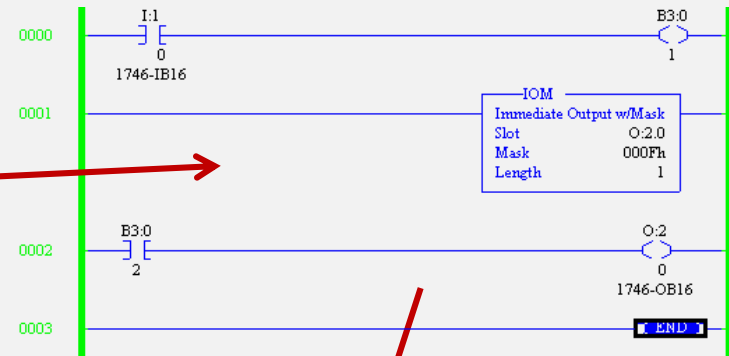 I:1 B3:0
0000
0 1
1746-IB16
IOM
0001 Immediate Output w/Mask
Slot O:2.0
Mask 000Fh
Length 1
B3:0 O:2
0002
2 0
1746-OB16
0003 END